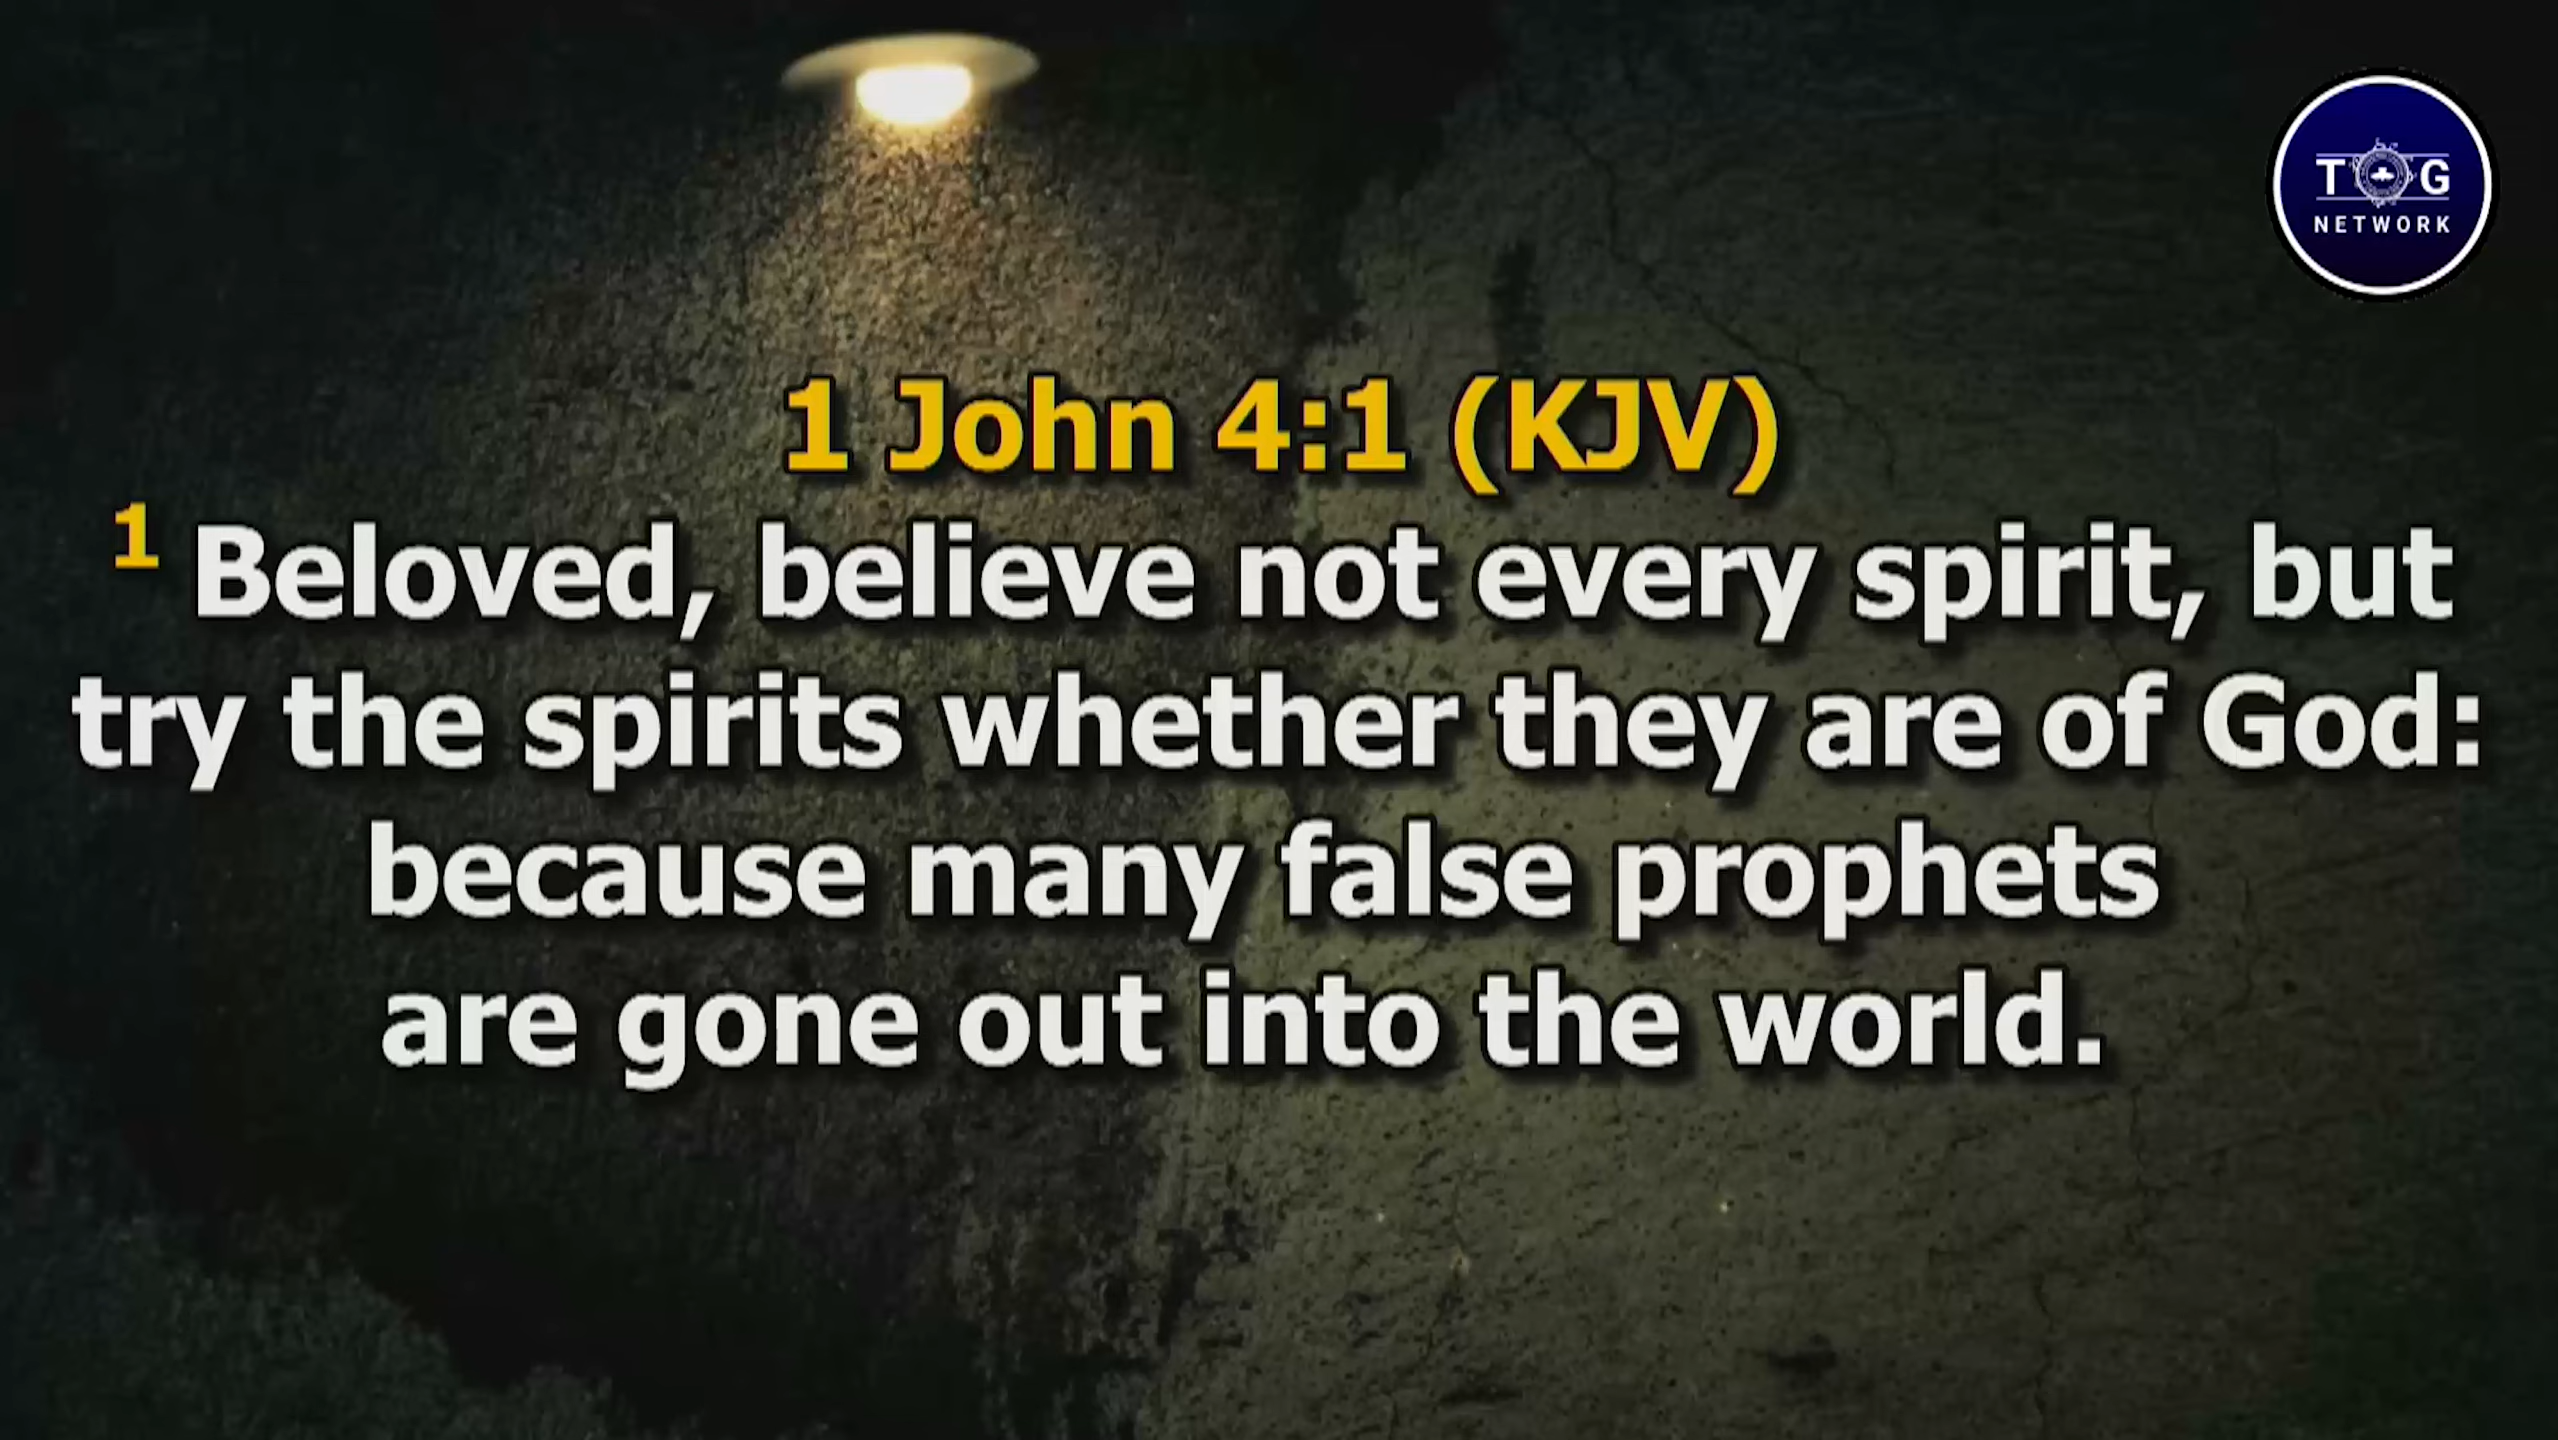 T G
NETWORK
1 John 4:1 (KJV)
1 Beloved, believe not every spirit, but
try the spirits whether they are of God:
because many false prophets
are gone out into the world.